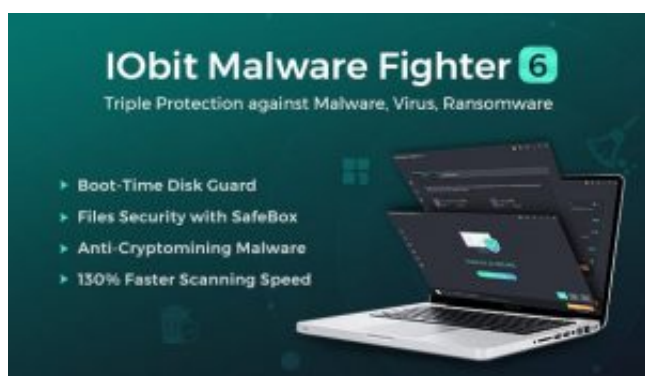 IObit Malware Fighter 6
Triple Protection against Malware, Virus, Ransomware
Boot-Time Disk Guard
Files Security with SafeBox
Anti-Cryptomining Malware
130% Faster Scanning Speed